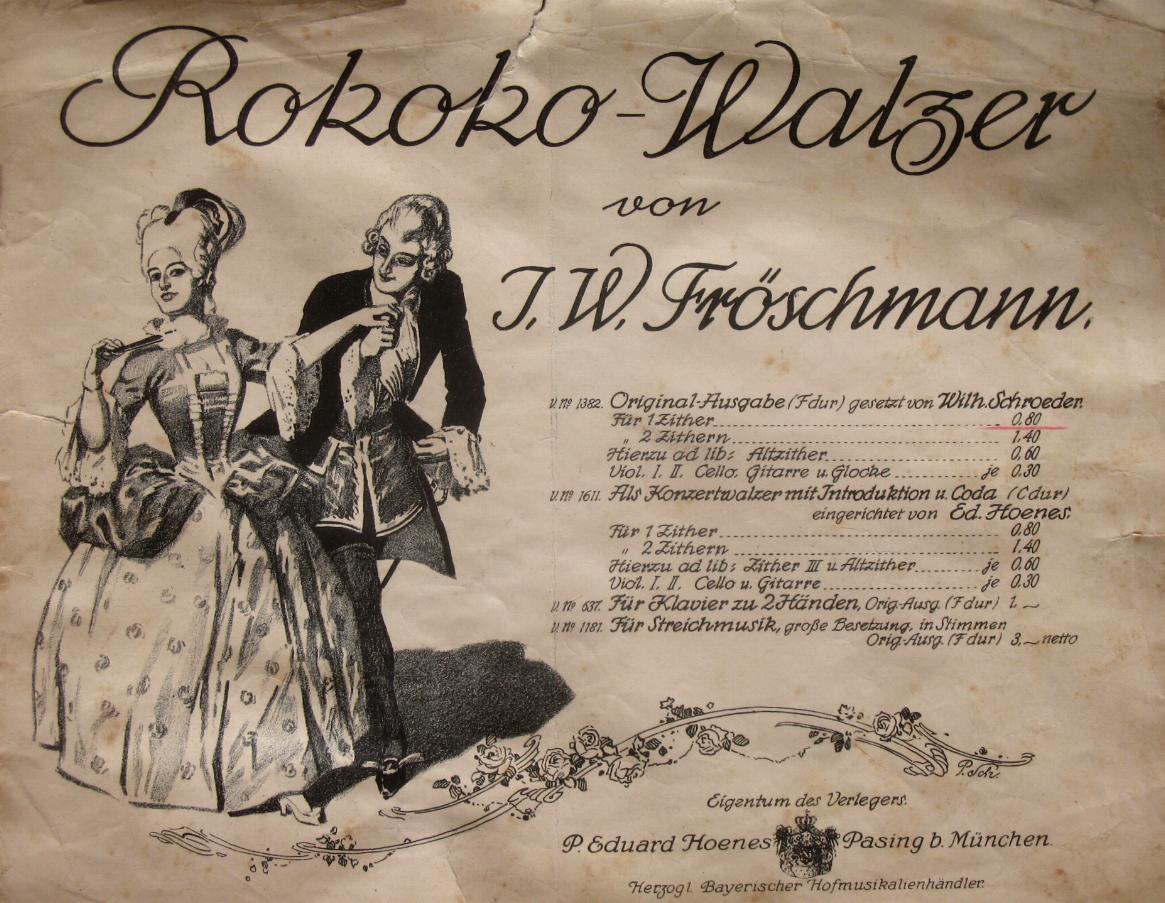 Rokoko-Walzer
von
J. W. Fröschmann.
V. No 1382. Original-Ausgabe (F dur) gesetzt von Wilh. Schroeder.
Für 1 Zither 0.80
„ 2 Zithern 1.40
Hierzu ad lib: Altzither 0.60
Viol. I. II. Cello, Gitarre u. Glocke je 0.30
V. No 1611. Als Konzertwalzer mit Introduktion u. Coda (C dur)
eingerichtet von Ed. Hoenes.
Für 1 Zither 0.80
„ 2 Zithern 1.40
Hierzu ad lib: Zither III u. Altzither je 0.60
Viol. I. II. Cello u. Gitarre je 0.30
V. No 637. Für Klavier zu 2 Händen, Orig.-Ausg. (F dur) 1.~
V. No 1181. Für Streichmusik, große Besetzung, in Stimmen
Orig.-Ausg. (F dur) 3.~ netto
P. Sch.
Eigentum des Verlegers.
P. Eduard Hoenes Pasing b. München.
Herzogl. Bayerischer Hofmusikalienhändler.